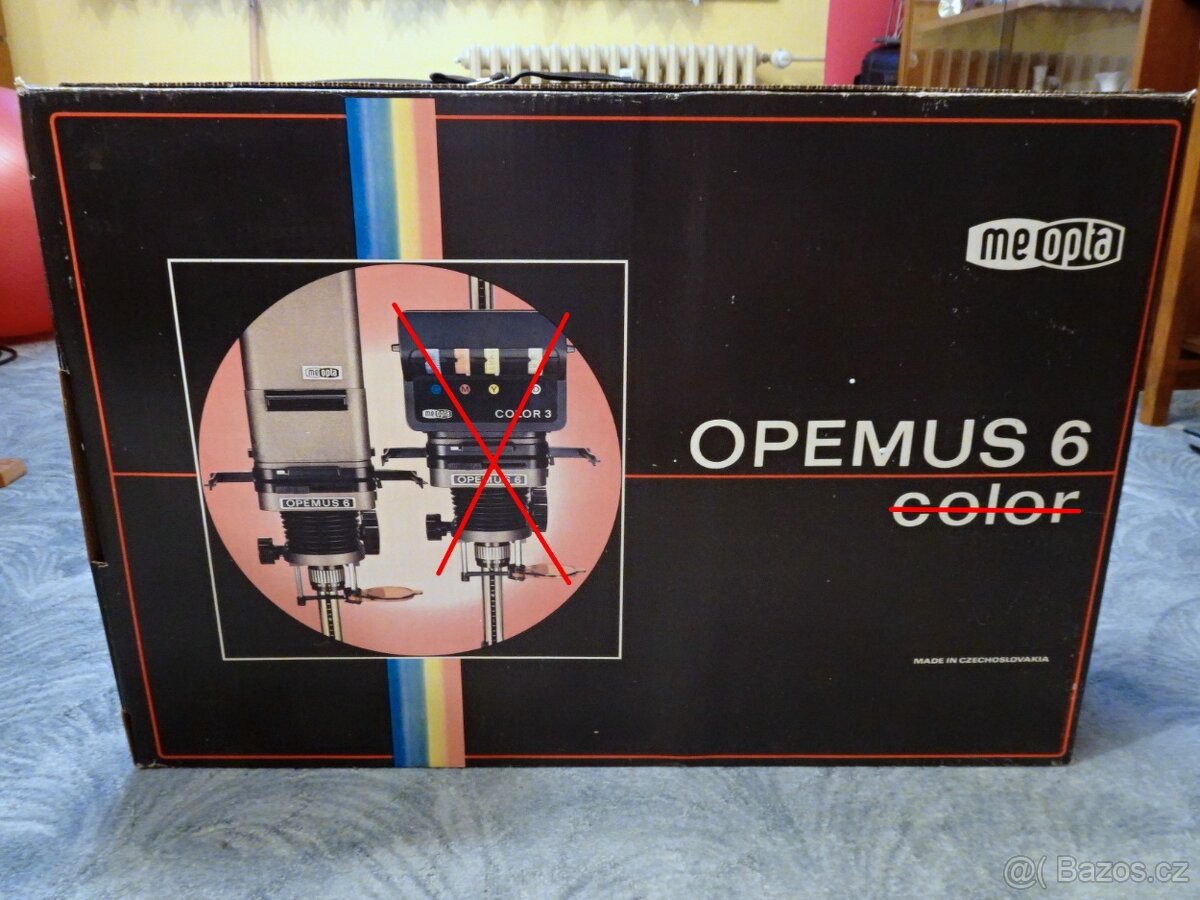 meopta
meopta
C M Y
meopta COLOR 3
OPEMUS 6
OPEMUS 6
OPEMUS 6
color
MADE IN CZECHOSLOVAKIA
@( Bazos.cz